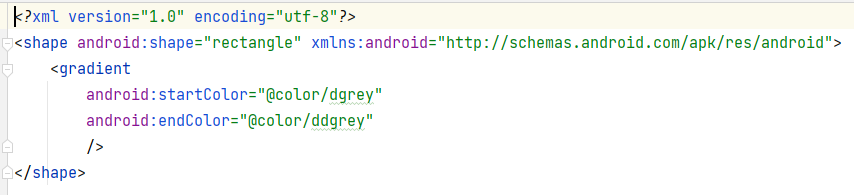 <?xml version="1.0" encoding="utf-8"?>
<shape android:shape="rectangle" xmlns:android="http://schemas.android.com/apk/res/android">
    <gradient
        android:startColor="@color/dgrey"
        android:endColor="@color/ddgrey"
        />
</shape>